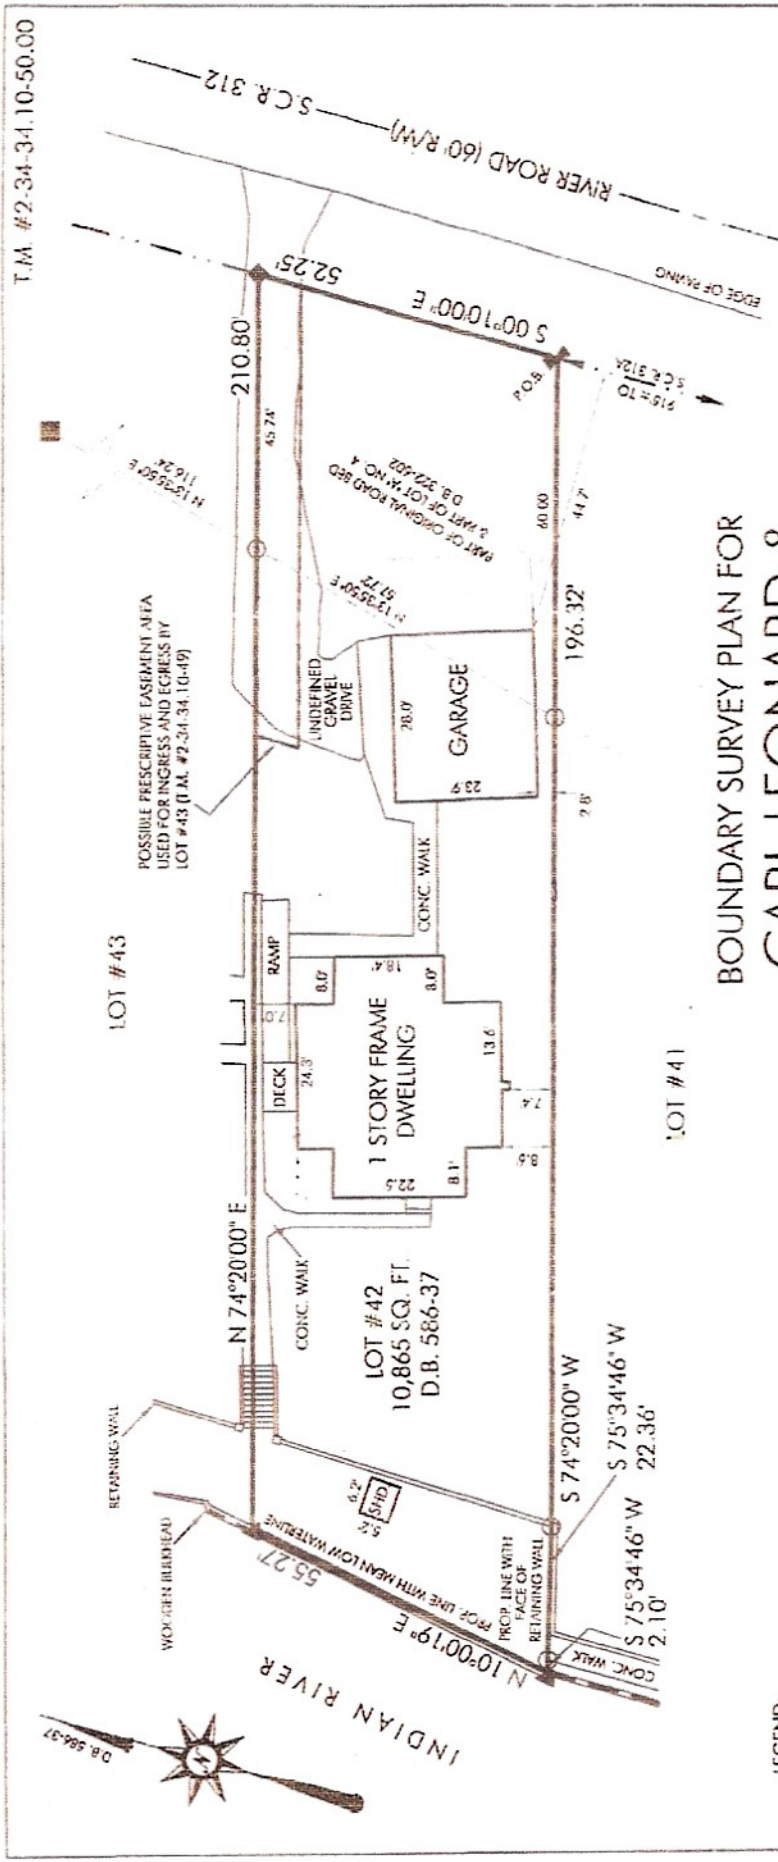 T.M. #2-34-34.10-50.00
S.C.R. 312
RIVER ROAD (60' R/W)
EDGE OF PAVING
52.25'
S 00°10'00" E
P.O.B.
915'± TO
S.C.R. 312A
210.80'
45.74'
N 13°35'50" E
116.24'
PART OF ORIGINAL ROAD BED
& PART OF LOT "A" NO. 4
D.B. 322-602
N 13°35'50" E
57.72'
60.00
44.7'
196.32'
POSSIBLE PRESCRIPTIVE EASEMENT AREA
USED FOR INGRESS AND EGRESS BY
LOT #43 (T.M. #2-34-34.10-49)
UNDEFINED
GRAVEL
DRIVE
28.0'
GARAGE
23.9'
2.8'
LOT #43
CONC. WALK
RAMP
8.0'
18.4'
8.0'
7.0'
DECK
24.3'
1 STORY FRAME
DWELLING
13.6'
7.4'
8.6'
22.5'
8.1'
LOT #41
N 74°20'00" E
CONC. WALK
LOT #42
10,865 SQ. FT.
D.B. 586-37
RETAINING WALL
WOODEN BULKHEAD
6.2'
5.2'
SHD
S 74°20'00" W
S 75°34'46" W
22.36'
S 75°34'46" W
2.10'
PROP. LINE WITH
FACE OF
RETAINING WALL
CONC. WALK
55.27'
PROP. LINE WITH MEAN LOW WATERLINE
N 10°00'19" E
INDIAN RIVER
D.B. 586-37
N
BOUNDARY SURVEY PLAN FOR
CARL LEONARD &
LEGEND